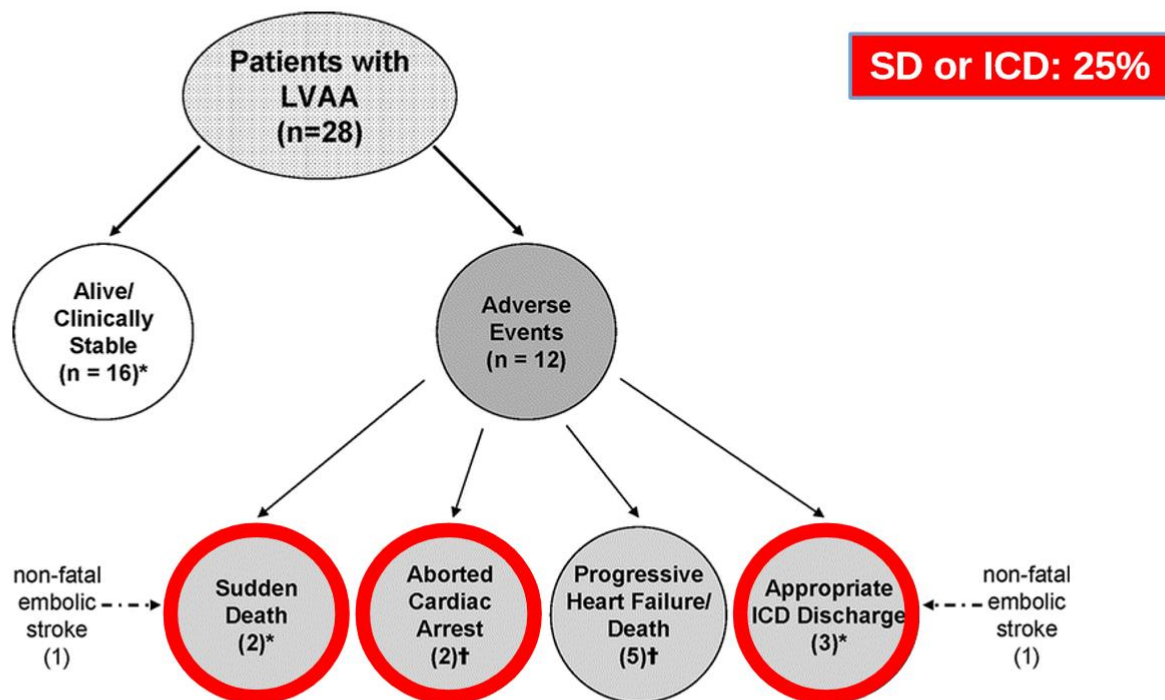 Patients with
LVAA
(n=28)
SD or ICD: 25%
Alive/
Clinically
Stable
(n = 16)*
Adverse
Events
(n = 12)
non-fatal
embolic
stroke
(1)
Sudden
Death
(2)*
Aborted
Cardiac
Arrest
(2)†
Progressive
Heart Failure/
Death
(5)†
Appropriate
ICD Discharge
(3)*
non-fatal
embolic
stroke
(1)